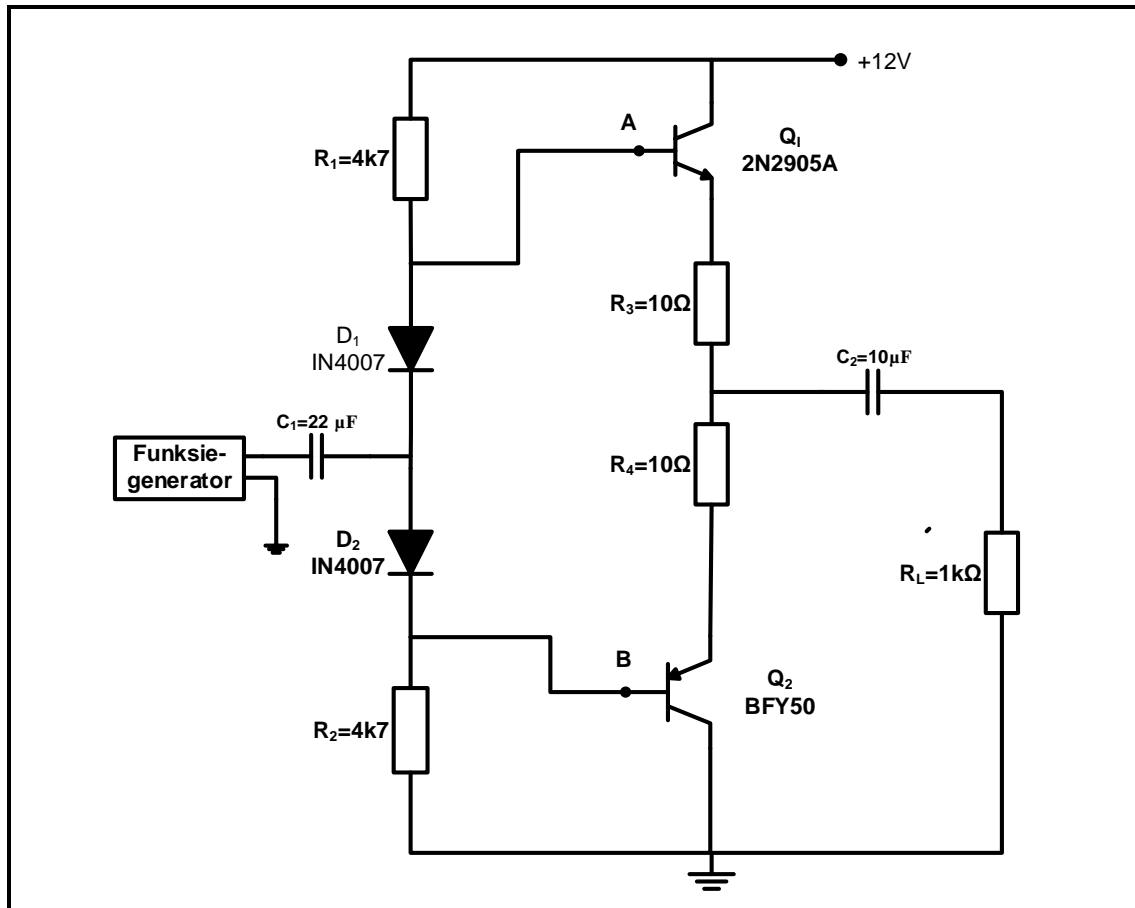 +12V
A
Q₁
2N2905A
R₁=4k7
R₃=10Ω
D₁
IN4007
C₂=10µF
C₁=22 µF
Funksie-
generator
R₄=10Ω
D₂
IN4007
R_L=1kΩ
B
Q₂
BFY50
R₂=4k7